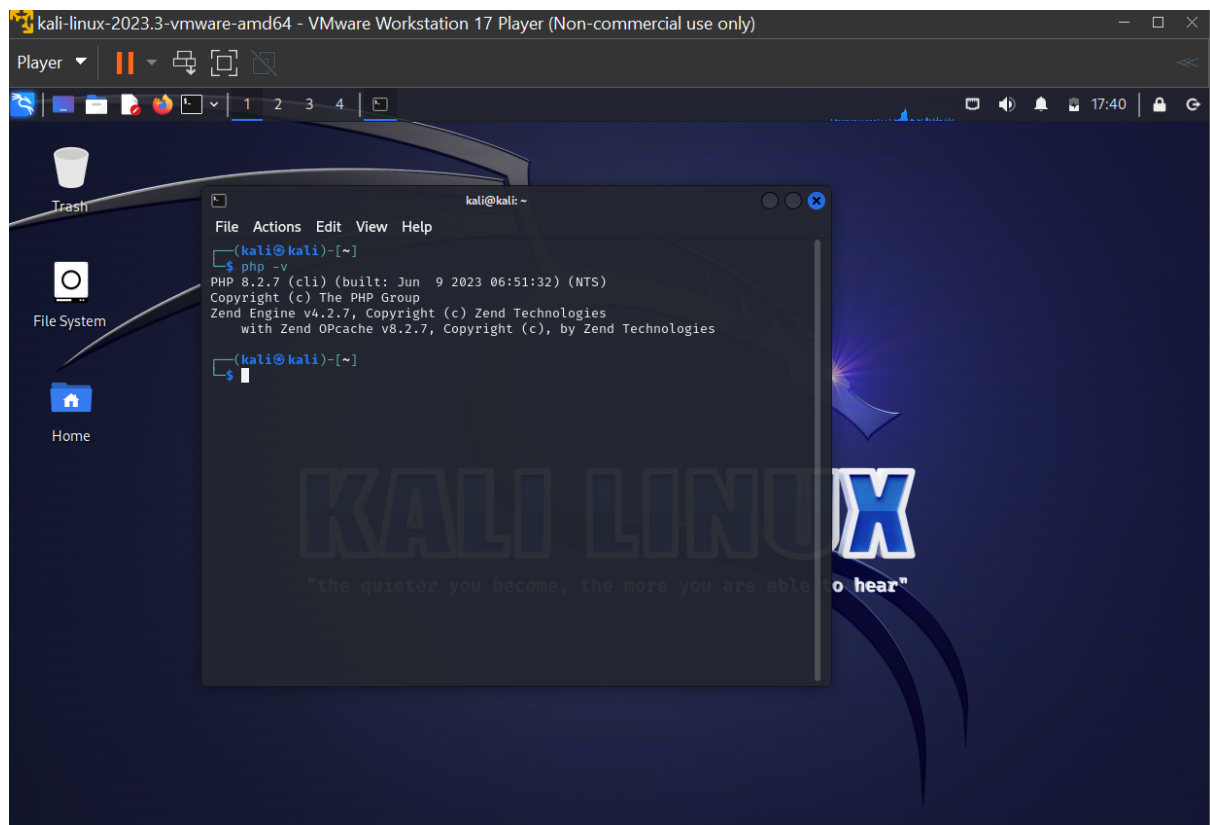 kali-linux-2023.3-vmware-amd64 - VMware Workstation 17 Player (Non-commercial use only)
Player
1 2 3 4 17:40
Trash
File System
Home
kali@kali: ~
File Actions Edit View Help
┌──(kali㉿kali)-[~]
└─$ php -v
PHP 8.2.7 (cli) (built: Jun  9 2023 06:51:32) (NTS)
Copyright (c) The PHP Group
Zend Engine v4.2.7, Copyright (c) Zend Technologies
    with Zend OPcache v8.2.7, Copyright (c), by Zend Technologies
┌──(kali㉿kali)-[~]
└─$
KALI LINUX
"the quieter you become, the more you are able to hear"